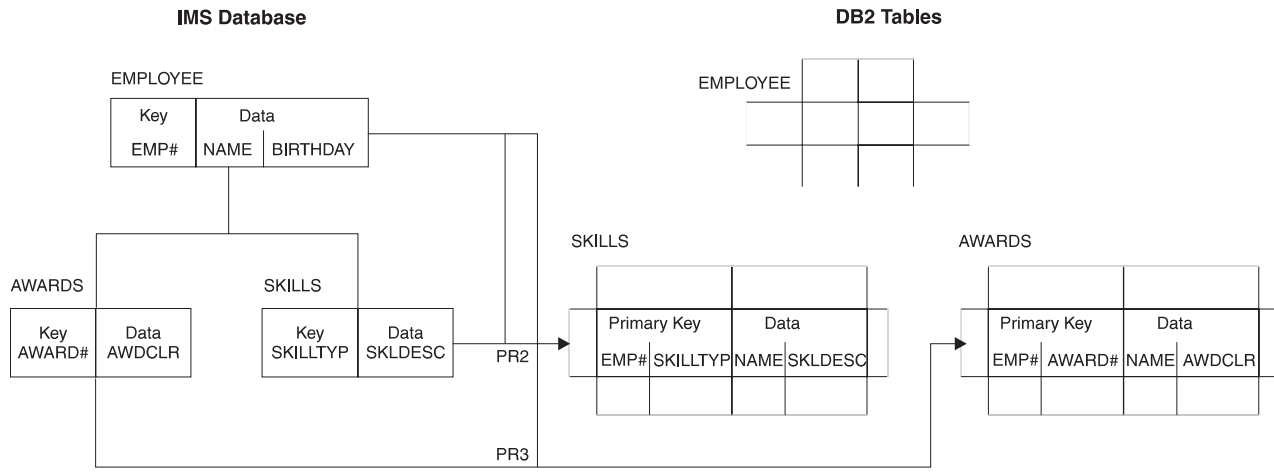 IMS Database
DB2 Tables
EMPLOYEE
Key Data
EMP# NAME BIRTHDAY
EMPLOYEE
AWARDS
Key Data
AWARD# AWDCLR
SKILLS
Key Data
SKILLTYP SKLDESC
PR2
PR3
SKILLS
Primary Key Data
EMP# SKILLTYP NAME SKLDESC
AWARDS
Primary Key Data
EMP# AWARD# NAME AWDCLR